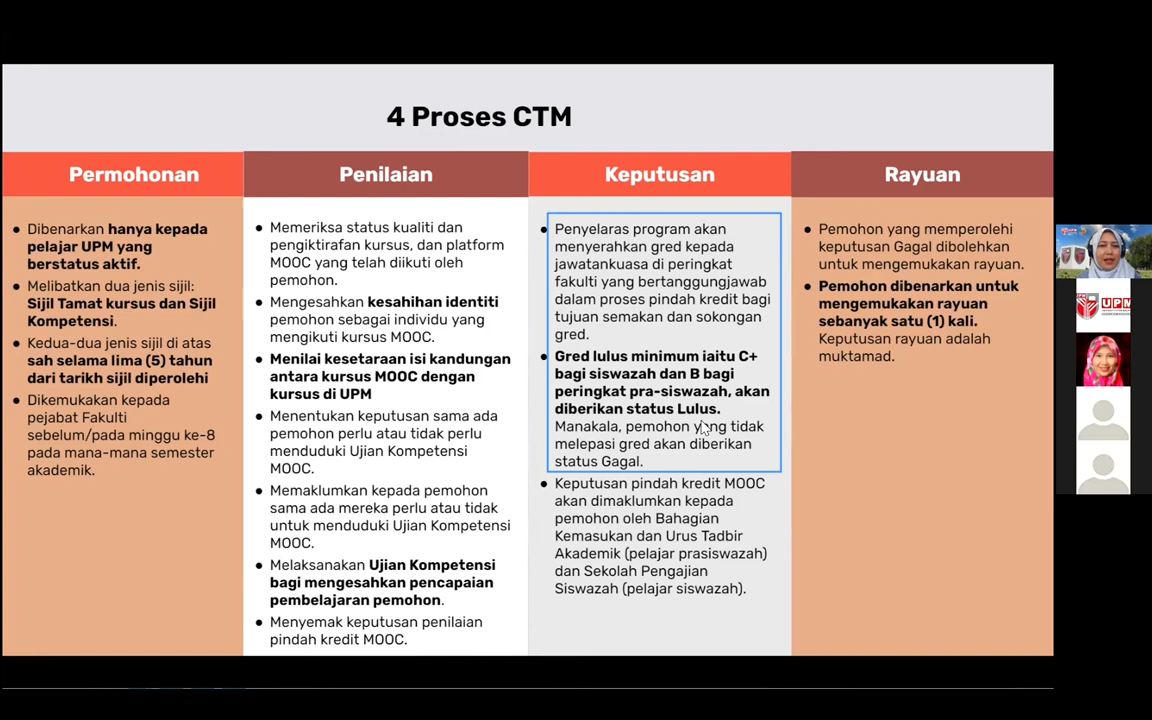 4 Proses CTM
Permohonan
Dibenarkan hanya kepada
pelajar UPM yang
berstatus aktif.
Melibatkan dua jenis sijil:
Sijil Tamat kursus dan Sijil
Kompetensi.
Kedua-dua jenis sijil di atas
sah selama lima (5) tahun
dari tarikh sijil diperolehi
Dikemukakan kepada
pejabat Fakulti
sebelum/pada minggu ke-8
pada mana-mana semester
akademik.
Penilaian
Memeriksa status kualiti dan
pengiktirafan kursus, dan platform
MOOC yang telah diikuti oleh
pemohon.
Mengesahkan kesahihan identiti
pemohon sebagai individu yang
mengikuti kursus MOOC.
Menilai kesetaraan isi kandungan
antara kursus MOOC dengan
kursus di UPM
Menentukan keputusan sama ada
pemohon perlu atau tidak perlu
menduduki Ujian Kompetensi
MOOC.
Memaklumkan kepada pemohon
sama ada mereka perlu atau tidak
untuk menduduki Ujian Kompetensi
MOOC.
Melaksanakan Ujian Kompetensi
bagi mengesahkan pencapaian
pembelajaran pemohon.
Menyemak keputusan penilaian
pindah kredit MOOC.
Keputusan
Penyelaras program akan
menyerahkan gred kepada
jawatankuasa di peringkat
fakulti yang bertanggungjawab
dalam proses pindah kredit bagi
tujuan semakan dan sokongan
gred.
Gred lulus minimum iaitu C+
bagi siswazah dan B bagi
peringkat pra-siswazah, akan
diberikan status Lulus.
Manakala, pemohon yang tidak
melepasi gred akan diberikan
status Gagal.
Keputusan pindah kredit MOOC
akan dimaklumkan kepada
pemohon oleh Bahagian
Kemasukan dan Urus Tadbir
Akademik (pelajar prasiswazah)
dan Sekolah Pengajian
Siswazah (pelajar siswazah).
Rayuan
Pemohon yang memperolehi
keputusan Gagal dibolehkan
untuk mengemukakan rayuan.
Pemohon dibenarkan untuk
mengemukakan rayuan
sebanyak satu (1) kali.
Keputusan rayuan adalah
muktamad.
UPM